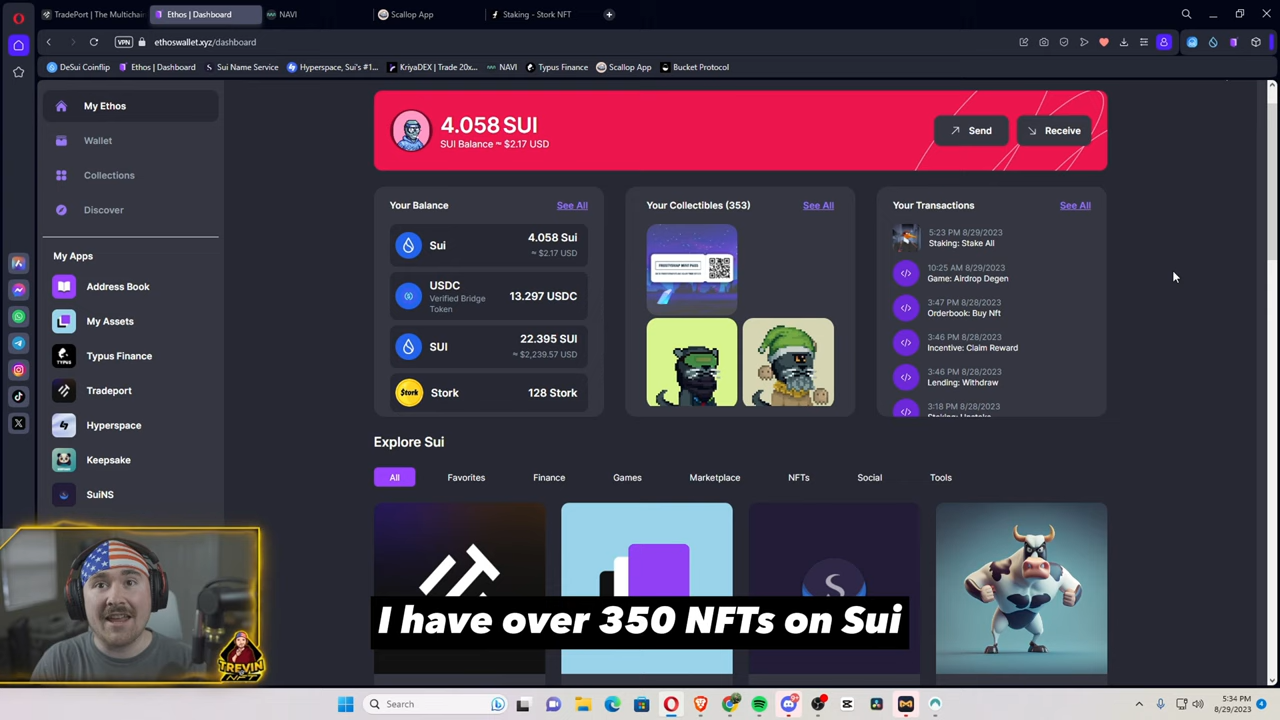 TradePort | The Multichain
Ethos | Dashboard
NAVI
Scallop App
Staking - Stork NFT
VPN
ethoswallet.xyz/dashboard
DeSui Coinflip
Ethos | Dashboard
Sui Name Service
Hyperspace, Sui's #1...
KriyaDEX | Trade 20x...
NAVI
Typus Finance
Scallop App
Bucket Protocol
My Ethos
Wallet
Collections
Discover
My Apps
Address Book
My Assets
Typus Finance
Tradeport
Hyperspace
Keepsake
SuiNS
4.058 SUI
SUI Balance ≈ $2.17 USD
Send
Receive
Your Balance
See All
Sui
4.058 Sui
≈ $2.17 USD
USDC
Verified Bridge
Token
13.297 USDC
SUI
22.395 SUI
≈ $2,239.57 USD
$tork
Stork
128 Stork
Your Collectibles (353)
See All
Your Transactions
See All
5:23 PM 8/29/2023
Staking: Stake All
10:25 AM 8/29/2023
Game: Airdrop Degen
3:47 PM 8/28/2023
Orderbook: Buy Nft
3:46 PM 8/28/2023
Incentive: Claim Reward
3:46 PM 8/28/2023
Lending: Withdraw
3:18 PM 8/28/2023
Staking: Unstake
Explore Sui
All
Favorites
Finance
Games
Marketplace
NFTs
Social
Tools
I have over 350 NFTs on Sui
TREVIN
NFT
Search
5:34 PM
8/29/2023